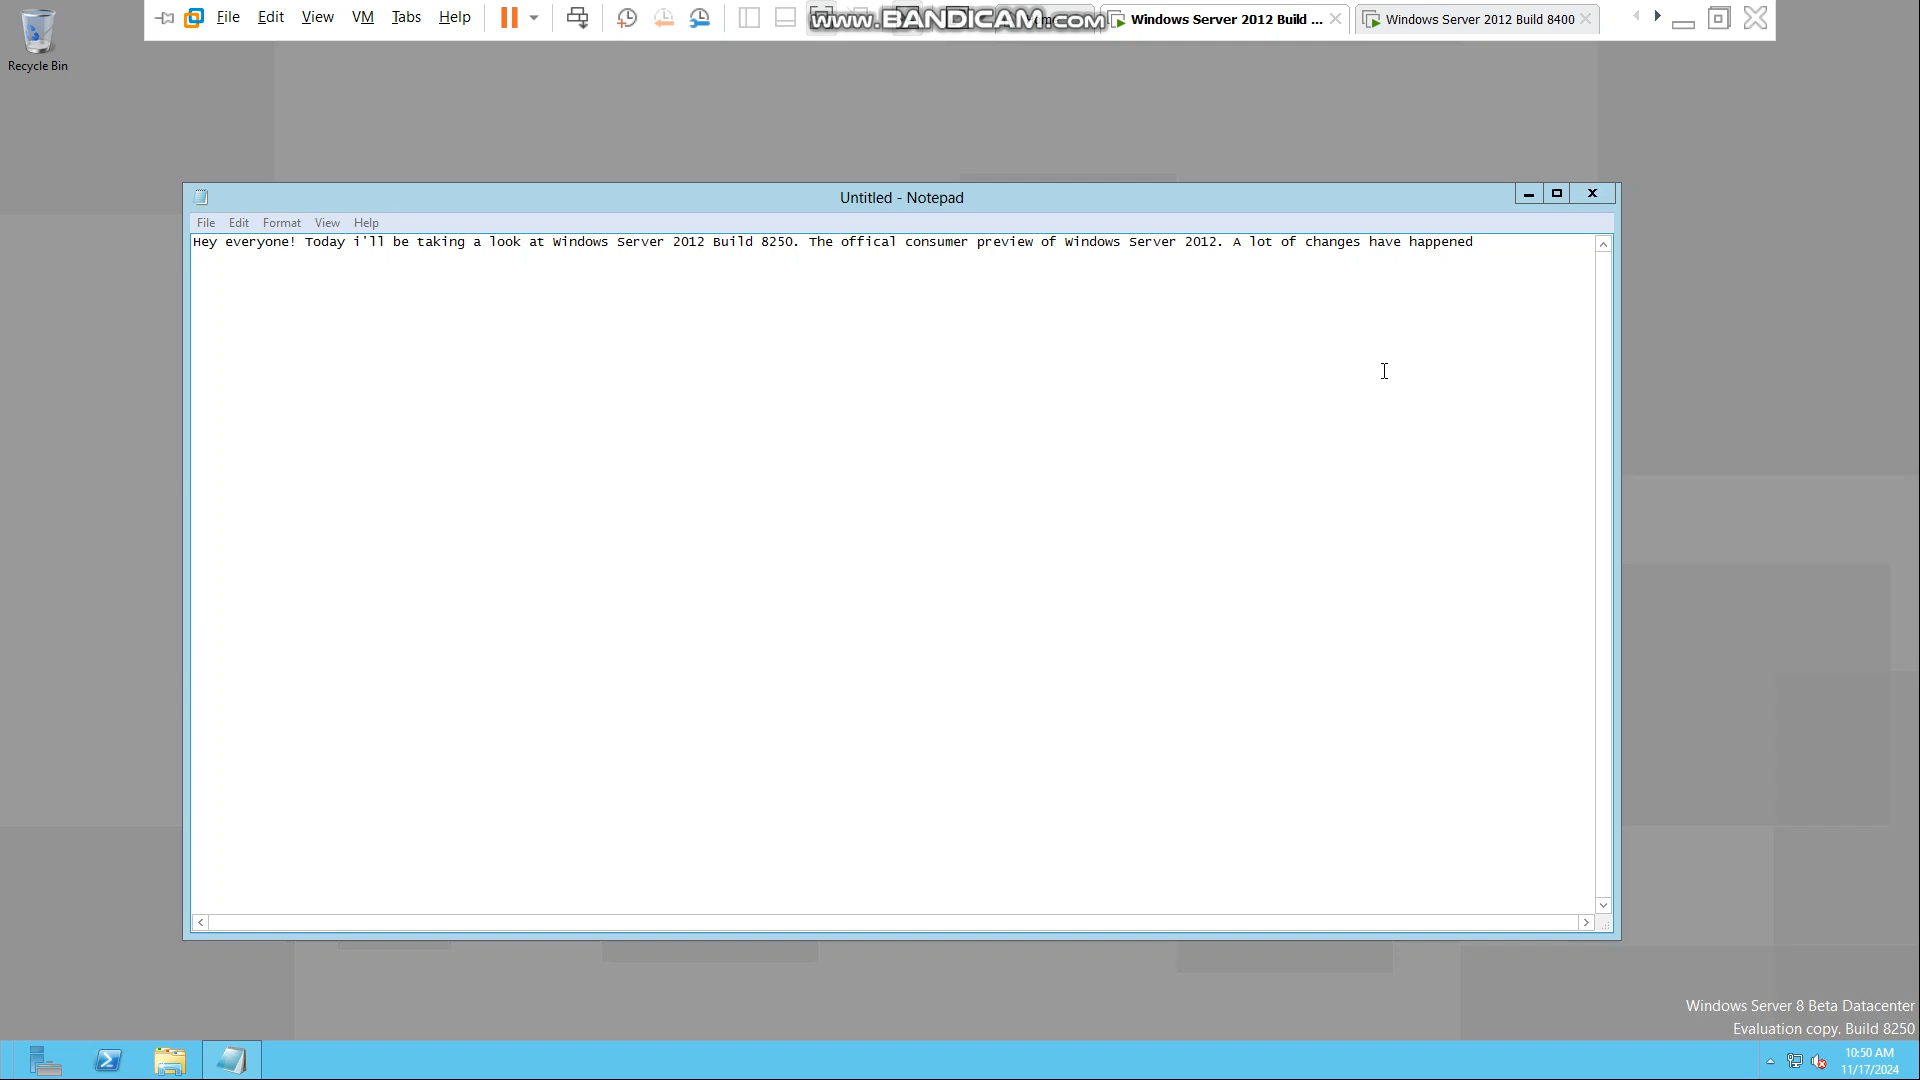 File Edit View VM Tabs Help
www.BANDICAM.com
Windows Server 2012 Build ...
Windows Server 2012 Build 8400
Recycle Bin
Untitled - Notepad
File Edit Format View Help
Hey everyone! Today i'll be taking a look at Windows Server 2012 Build 8250. The offical consumer preview of Windows Server 2012. A lot of changes have happened
Windows Server 8 Beta Datacenter
Evaluation copy. Build 8250
10:50 AM
11/17/2024